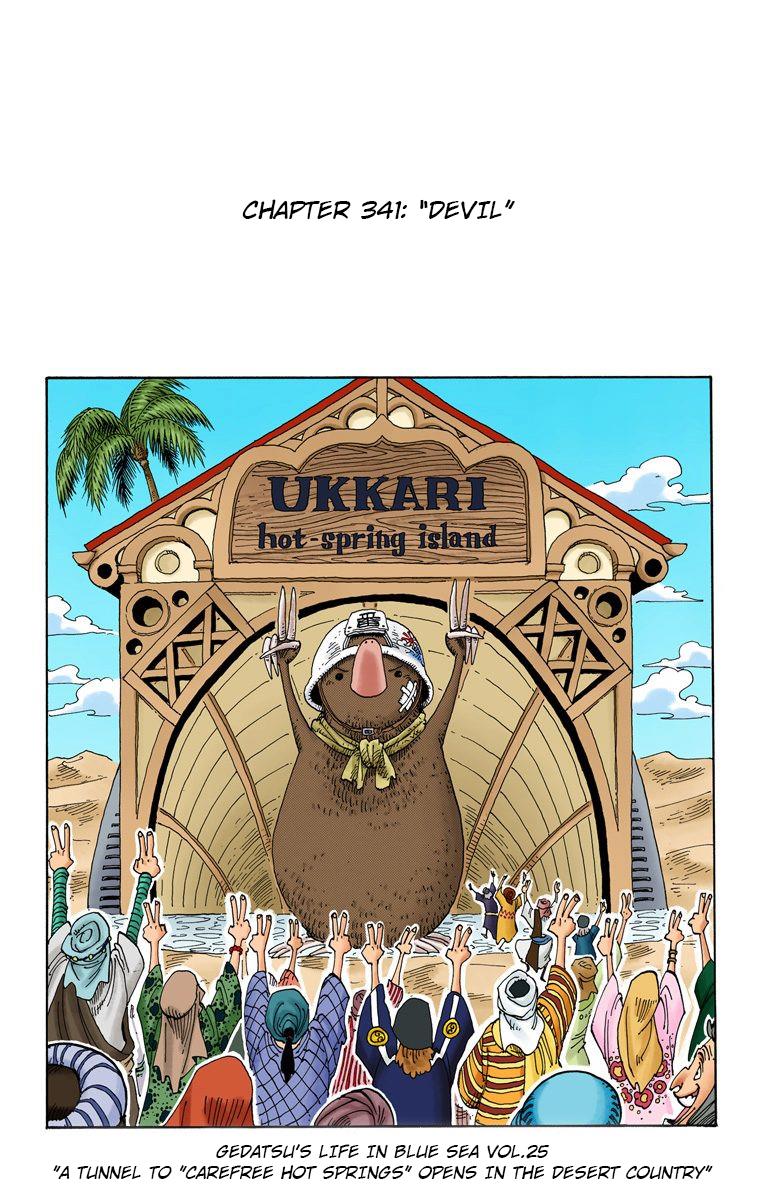 CHAPTER 341: "DEVIL"
UKKARI
hot-spring island
GEDATSU'S LIFE IN BLUE SEA VOL.25
"A TUNNEL TO "CAREFREE HOT SPRINGS" OPENS IN THE DESERT COUNTRY"